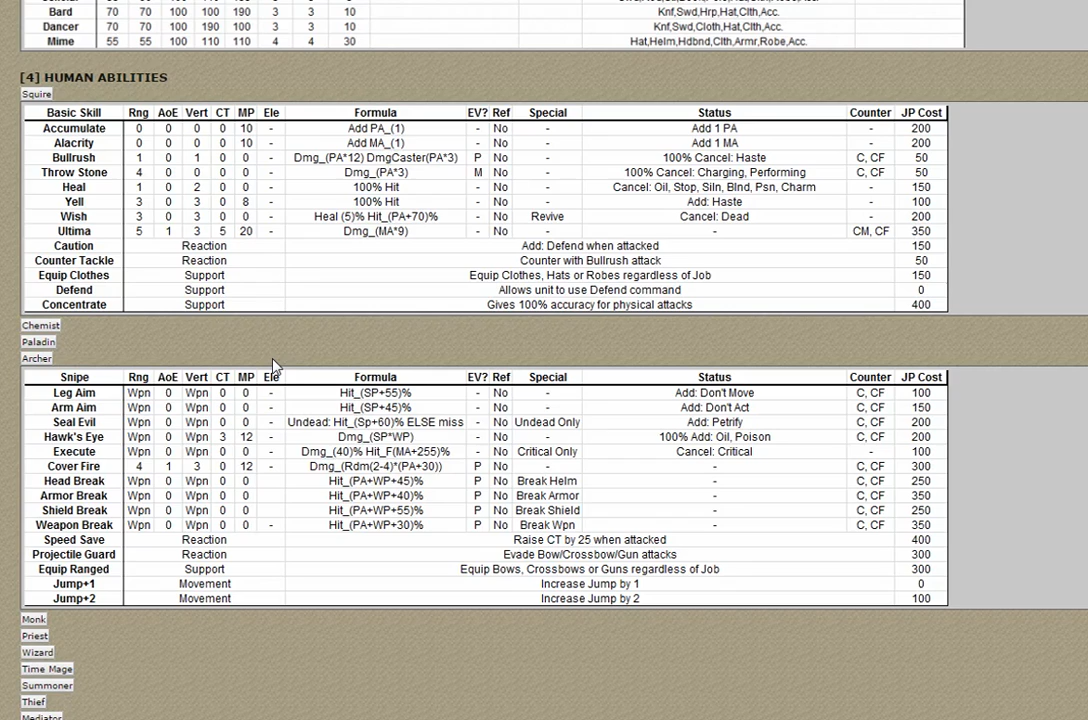 Bard 70 70 100 100 190 3 3 10 Knf,Swd,Hrp,Hat,Clth,Acc.
Dancer 70 70 100 190 100 3 3 10 Knf,Swd,Cloth,Hat,Clth,Acc.
Mime 55 55 100 110 110 4 4 30 Hat,Helm,Hdbnd,Clth,Armr,Robe,Acc.
[4] HUMAN ABILITIES
Squire
Basic Skill Rng AoE Vert CT MP Ele Formula EV? Ref Special Status Counter JP Cost
Accumulate 0 0 0 0 10 - Add PA_(1) - No - Add 1 PA - 200
Alacrity 0 0 0 0 10 - Add MA_(1) - No - Add 1 MA - 200
Bullrush 1 0 1 0 0 - Dmg_(PA*12) DmgCaster(PA*3) P No - 100% Cancel: Haste C, CF 50
Throw Stone 4 0 0 0 0 - Dmg_(PA*3) M No - 100% Cancel: Charging, Performing C, CF 50
Heal 1 0 2 0 0 - 100% Hit - No - Cancel: Oil, Stop, Siln, Blnd, Psn, Charm - 150
Yell 3 0 3 0 8 - 100% Hit - No - Add: Haste - 100
Wish 3 0 3 0 0 - Heal (5)% Hit_(PA+70)% - No Revive Cancel: Dead - 200
Ultima 5 1 3 5 20 - Dmg_(MA*9) - No - - CM, CF 350
Caution Reaction Add: Defend when attacked 150
Counter Tackle Reaction Counter with Bullrush attack 50
Equip Clothes Support Equip Clothes, Hats or Robes regardless of Job 150
Defend Support Allows unit to use Defend command 0
Concentrate Support Gives 100% accuracy for physical attacks 400
Chemist
Paladin
Archer
Snipe Rng AoE Vert CT MP Ele Formula EV? Ref Special Status Counter JP Cost
Leg Aim Wpn 0 Wpn 0 0 - Hit_(SP+55)% - No - Add: Don't Move C, CF 100
Arm Aim Wpn 0 Wpn 0 0 - Hit_(SP+45)% - No - Add: Don't Act C, CF 150
Seal Evil Wpn 0 Wpn 0 0 - Undead: Hit_(Sp+60)% ELSE miss - No Undead Only Add: Petrify C, CF 200
Hawk's Eye Wpn 0 Wpn 3 12 - Dmg_(SP*WP) - No - 100% Add: Oil, Poison C, CF 200
Execute Wpn 0 Wpn 0 0 - Dmg_(40)% Hit_F(MA+255)% - No Critical Only Cancel: Critical - 100
Cover Fire 4 1 3 0 12 Dmg_(Rdm(2-4)*(PA+30)) P No - - C, CF 300
Head Break Wpn 0 Wpn 0 0 Hit_(PA+WP+45)% P No Break Helm - C, CF 250
Armor Break Wpn 0 Wpn 0 0 Hit_(PA+WP+40)% P No Break Armor - C, CF 350
Shield Break Wpn 0 Wpn 0 0 Hit_(PA+WP+55)% P No Break Shield - C, CF 250
Weapon Break Wpn 0 Wpn 0 0 - Hit_(PA+WP+30)% P No Break Wpn - C, CF 350
Speed Save Reaction Raise CT by 25 when attacked 400
Projectile Guard Reaction Evade Bow/Crossbow/Gun attacks 300
Equip Ranged Support Equip Bows, Crossbows or Guns regardless of Job 300
Jump+1 Movement Increase Jump by 1 0
Jump+2 Movement Increase Jump by 2 100
Monk
Priest
Wizard
Time Mage
Summoner
Thief
Mediator